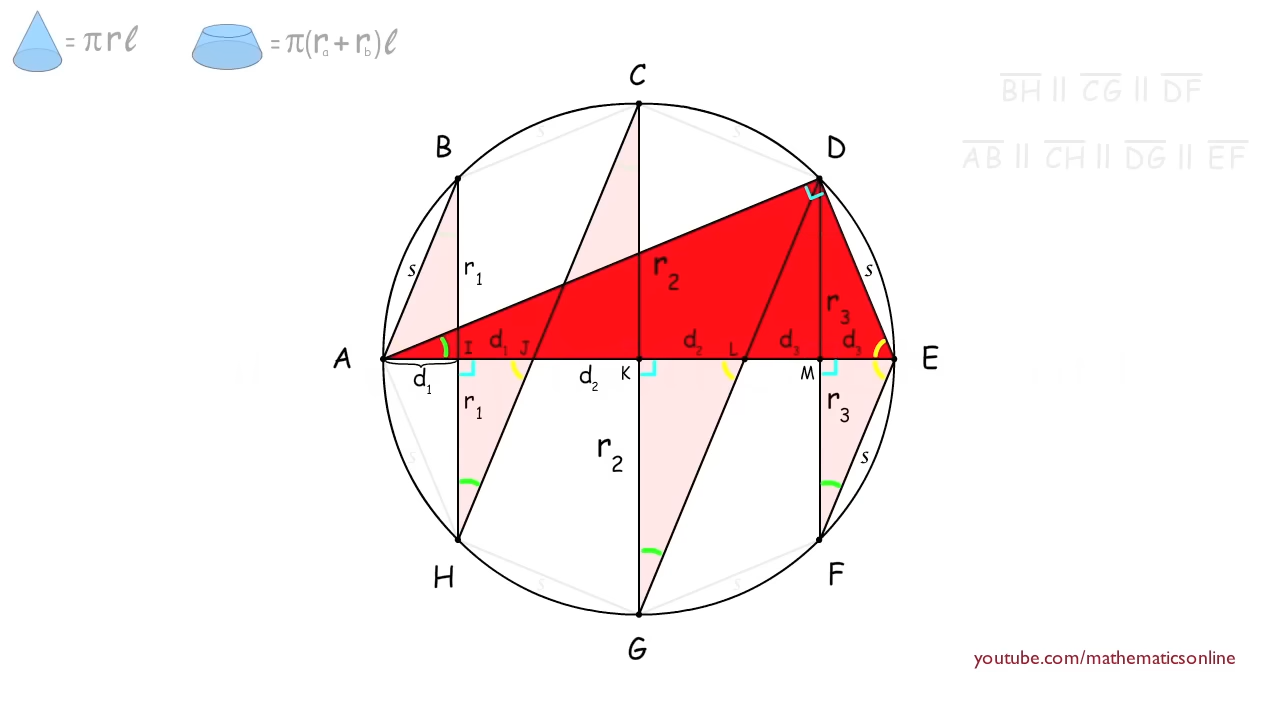 = πrℓ
= π(rₐ + r_b)ℓ
C
BH ∥ CG ∥ DF
s
s
B
D
AB ∥ CH ∥ DG ∥ EF
s
r₁
r₂
s
r₃
A
I
d₁
J
d₂
L
d₃
d₃
E
d₁
d₂
K
M
r₁
r₃
s
r₂
s
H
s
s
F
G
youtube.com/mathematicsonline